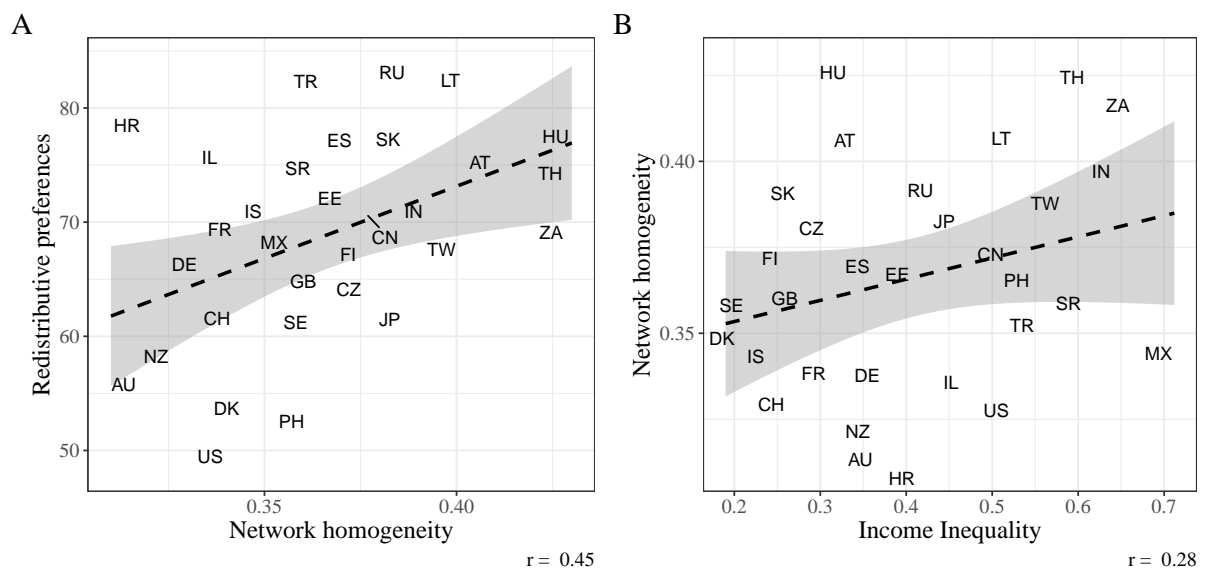 A
Redistributive preferences
80
70
60
50
TR
RU
LT
HR
IL
SR
ES
SK
HU
AT
TH
EE
IS
IN
FR
MX
CN
FI
TW
ZA
DE
GB
CZ
CH
SE
JP
NZ
AU
DK
PH
US
0.35
0.40
Network homogeneity
r = 0.45
B
Network homogeneity
0.40
0.35
HU
TH
ZA
AT
LT
IN
SK
RU
TW
CZ
JP
FI
ES
EE
CN
PH
SE
GB
SR
DK
TR
IS
MX
FR
DE
IL
CH
US
NZ
AU
HR
0.2
0.3
0.4
0.5
0.6
0.7
Income Inequality
r = 0.28